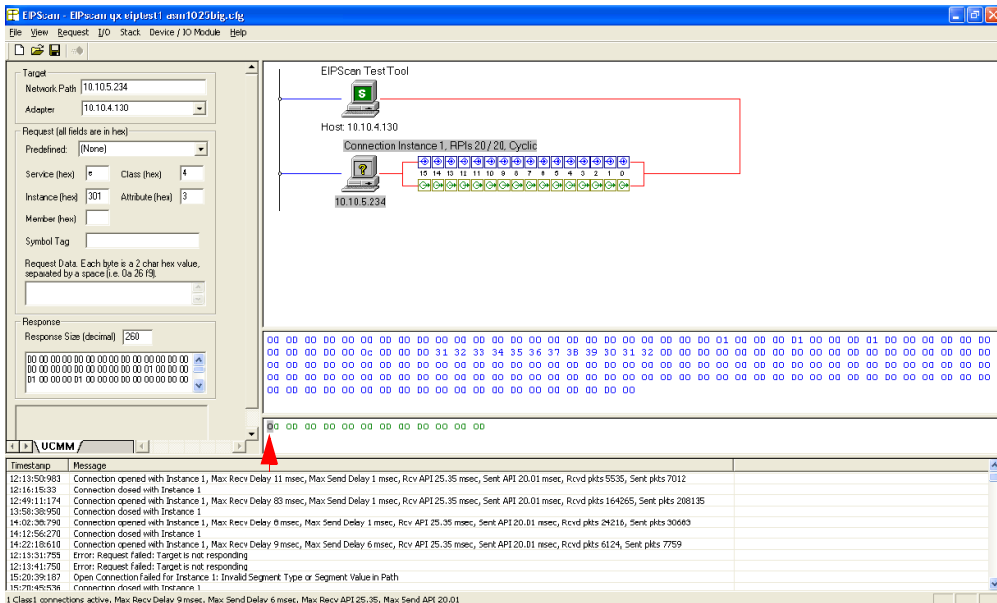 EIPScan - EIPscan qx eiptest1 asm1025big.cfg
File View Request I/O Stack Device / IO Module Help
Target
Network Path 10.10.5.234
Adapter 10.10.4.130
Request (all fields are in hex)
Predefined: (None)
Service (hex) e Class (hex) 4
Instance (hex) 301 Attribute (hex) 3
Member (hex)
Symbol Tag
Request Data. Each byte is a 2 char hex value,
separated by a space (i.e. 0a 26 f9).
Response
Response Size (decimal) 260
00 00 00 00 00 00 00 00 00 00 00 00 00
00 00 00 00 00 00 00 00 00 01 00 00 00
01 00 00 00 01 00 00 00 00 00 00 00 00
UCMM
EIPScan Test Tool
S
Host: 10.10.4.130
Connection Instance 1, RPIs 20 / 20, Cyclic
?
15 14 13 12 11 10 9 8 7 6 5 4 3 2 1 0
10.10.5.234
00 00 00 00 00 00 00 00 00 00 00 00 00 00 00 00 00 00 00 00 00 00 00 00 01 00 00 00 01 00 00 00 01 00 00 00 00 00 00
00 00 00 00 00 0c 00 00 00 31 32 33 34 35 36 37 38 39 30 31 32 00 00 00 00 00 00 00 00 00 00 00 00 00 00 00 00 00 00
00 00 00 00 00 00 00 00 00 00 00 00 00 00 00 00 00 00 00 00 00 00 00 00 00 00 00 00 00 00 00 00 00 00 00 00 00 00 00
00 00 00 00 00 00 00 00 00 00 00 00 00 00 00 00 00 00 00 00 00 00 00 00 00 00 00 00 00 00 00 00 00 00 00 00 00 00 00
00 00 00 00 00 00 00 00 00 00 00 00 00 00 00 00 00 00 00 00
00 00 00 00 00 00 00 00 00 00 00 00
Timestamp Message
12:13:50:983 Connection opened with Instance 1, Max Recv Delay 11 msec, Max Send Delay 1 msec, Rcv API 25.35 msec, Sent API 20.01 msec, Rcvd pkts 5535, Sent pkts 7012
12:16:15:33 Connection closed with Instance 1
12:49:11:174 Connection opened with Instance 1, Max Recv Delay 83 msec, Max Send Delay 1 msec, Rcv API 25.35 msec, Sent API 20.01 msec, Rcvd pkts 164265, Sent pkts 208135
13:58:38:950 Connection closed with Instance 1
14:02:36:790 Connection opened with Instance 1, Max Recv Delay 8 msec, Max Send Delay 1 msec, Rcv API 25.35 msec, Sent API 20.01 msec, Rcvd pkts 24216, Sent pkts 30663
14:12:56:270 Connection closed with Instance 1
14:22:18:610 Connection opened with Instance 1, Max Recv Delay 9 msec, Max Send Delay 6 msec, Rcv API 25.35 msec, Sent API 20.01 msec, Rcvd pkts 6124, Sent pkts 7759
12:13:31:755 Error: Request failed: Target is not responding
12:13:41:750 Error: Request failed: Target is not responding
15:20:39:187 Open Connection failed for Instance 1: Invalid Segment Type or Segment Value in Path
15:20:45:536 Connection closed with Instance 1
1 Class1 connections active, Max Recv Delay 9 msec, Max Send Delay 6 msec, Max Recv API 25.35, Max Send API 20.01